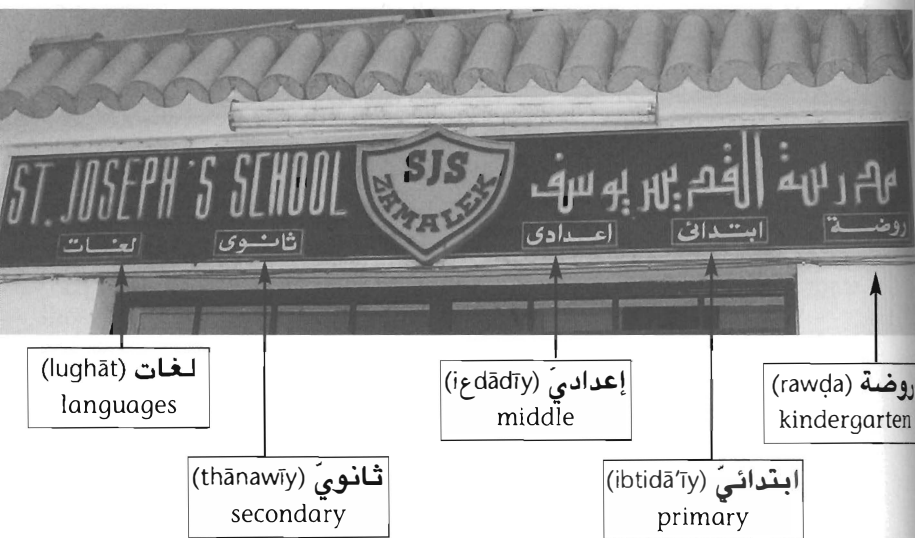 ST. JOSEPH'S SCHOOL
SJS
ZAMALEK
مدرسة القديس يوسف
روضة
ابتدائى
اعدادى
ثانوى
لغات
(lughāt) لغات
languages
(thānawīy) ثانويّ
secondary
(iعdādīy) إعداديّ
middle
(ibtidā'īy) ابتدائيّ
primary
(rawḍa) روضة
kindergarten